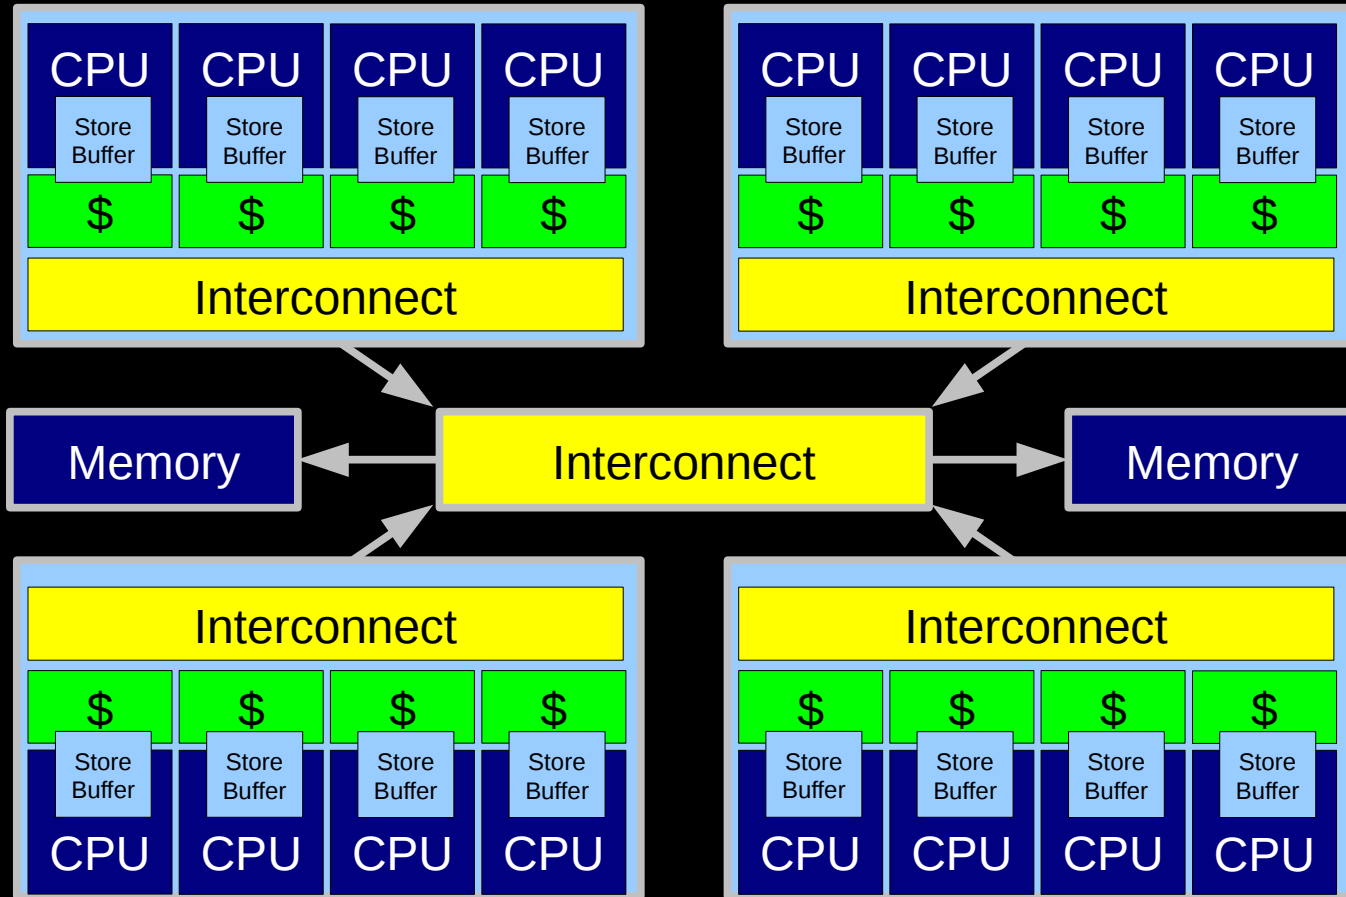 CPU CPU CPU CPU CPU CPU CPU CPU
Store Store Store Store Store Store Store Store
Buffer Buffer Buffer Buffer Buffer Buffer Buffer Buffer
$ $ $ $ $ $ $ $
Interconnect Interconnect
Memory Interconnect Memory
Interconnect Interconnect
$ $ $ $ $ $ $ $
Store Store Store Store Store Store Store Store
Buffer Buffer Buffer Buffer Buffer Buffer Buffer Buffer
CPU CPU CPU CPU CPU CPU CPU CPU